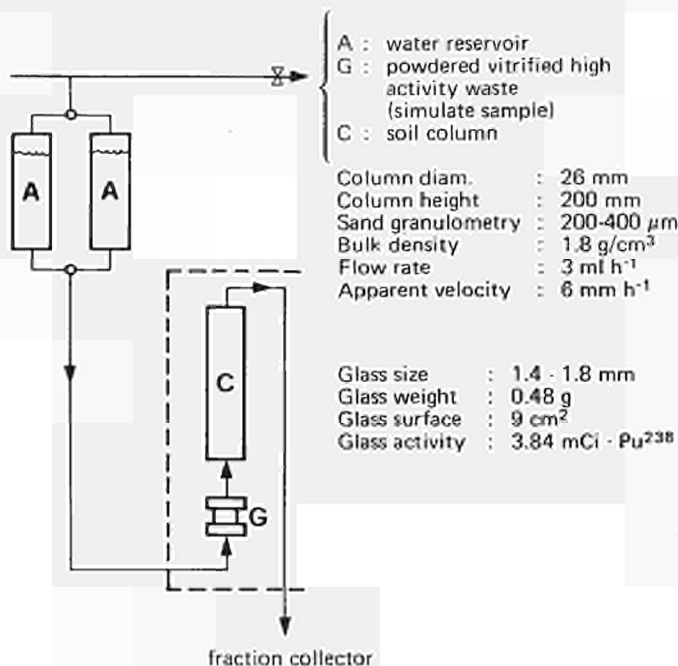 A : water reservoir
G : powdered vitrified high
activity waste
(simulate sample)
C : soil column
A
A
Column diam. : 26 mm
Column height : 200 mm
Sand granulometry : 200-400 μm
Bulk density : 1.8 g/cm³
Flow rate : 3 ml h⁻¹
Apparent velocity : 6 mm h⁻¹
C
Glass size : 1.4 - 1.8 mm
Glass weight : 0.48 g
Glass surface : 9 cm²
Glass activity : 3.84 mCi - Pu²³⁸
G
fraction collector